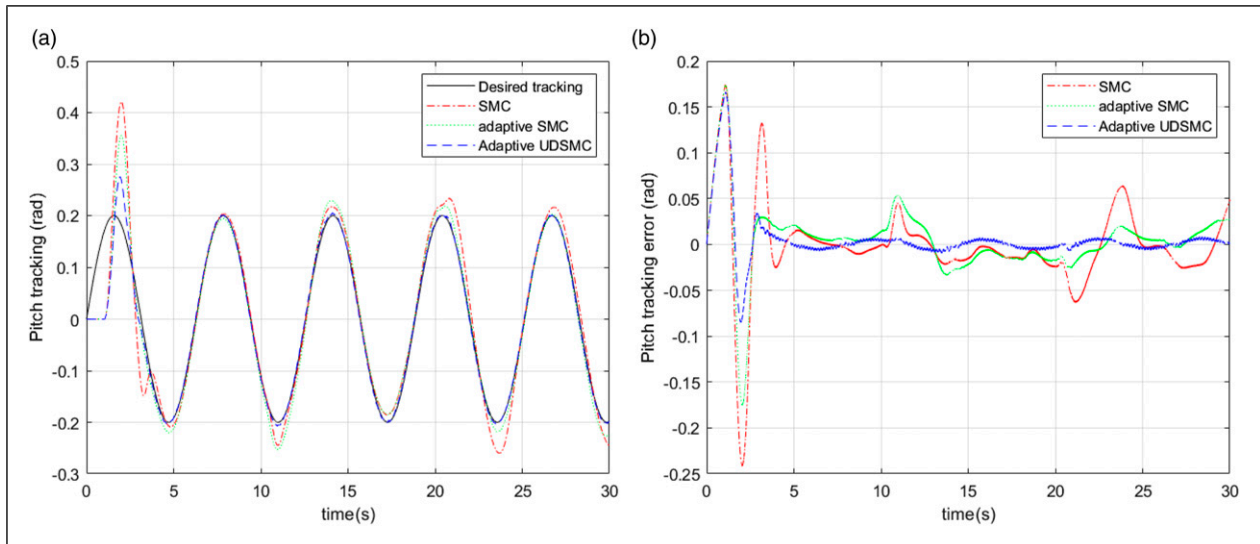 (a)
Pitch tracking (rad)
0.5
0.4
0.3
0.2
0.1
0
-0.1
-0.2
-0.3
Desired tracking
SMC
adaptive SMC
Adaptive UDSMC
0 5 10 15 20 25 30
time(s)
(b)
Pitch tracking error (rad)
0.2
0.15
0.1
0.05
0
-0.05
-0.1
-0.15
-0.2
-0.25
SMC
adaptive SMC
Adaptive UDSMC
0 5 10 15 20 25 30
time(s)